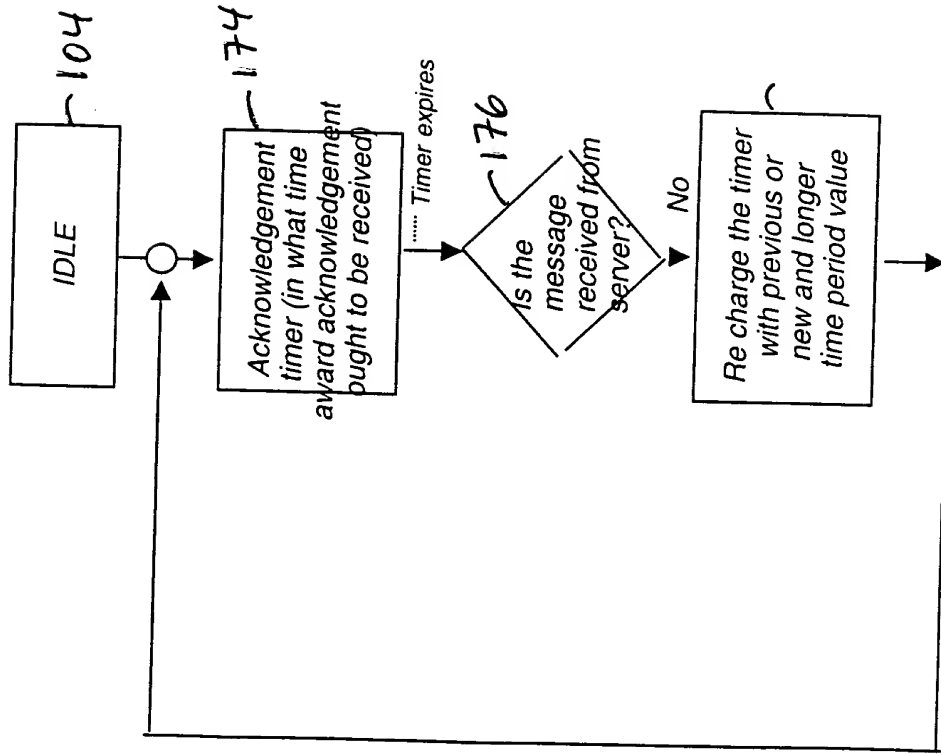 IDLE
104
Acknowledgement
timer (in what time
award acknowledgement
ought to be received)
174
...... Timer expires
Is the
message
received from
server?
176
No
Re charge the timer
with previous or
new and longer
time period value